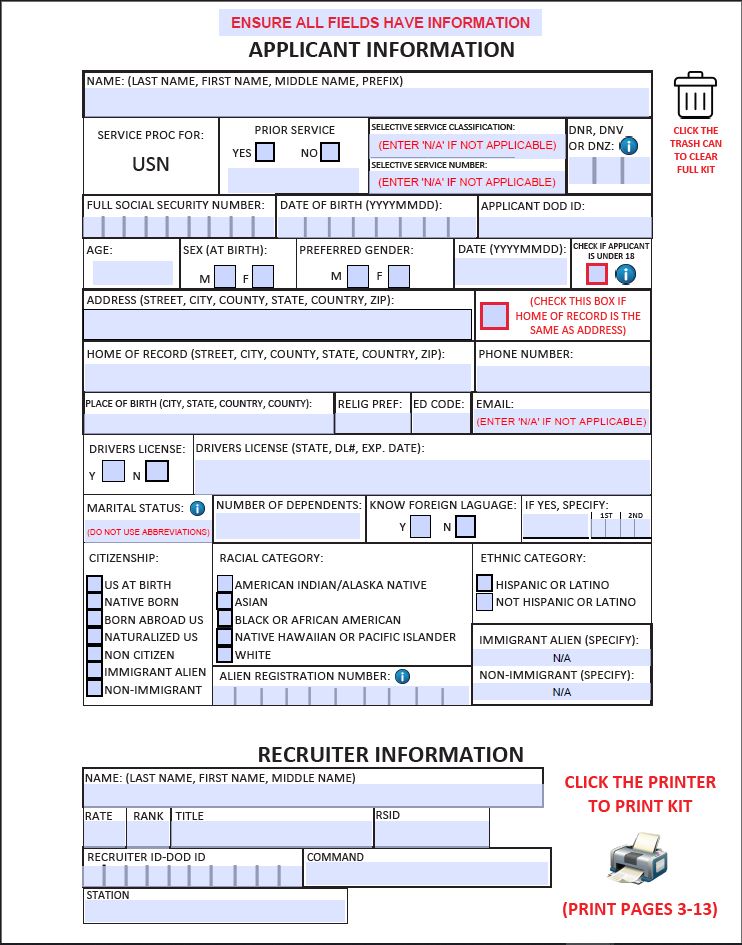 ENSURE ALL FIELDS HAVE INFORMATION
APPLICANT INFORMATION
NAME: (LAST NAME, FIRST NAME, MIDDLE NAME, PREFIX)
CLICK THE
TRASH CAN
TO CLEAR
FULL KIT
SERVICE PROC FOR:
USN
PRIOR SERVICE
YES NO
SELECTIVE SERVICE CLASSIFICATION:
(ENTER 'N/A' IF NOT APPLICABLE)
SELECTIVE SERVICE NUMBER:
(ENTER 'N/A' IF NOT APPLICABLE)
DNR, DNV
OR DNZ: i
FULL SOCIAL SECURITY NUMBER: DATE OF BIRTH (YYYYMMDD): APPLICANT DOD ID:
AGE: SEX (AT BIRTH): PREFERRED GENDER: DATE (YYYYMMDD):
M F M F
CHECK IF APPLICANT
IS UNDER 18
i
ADDRESS (STREET, CITY, COUNTY, STATE, COUNTRY, ZIP):
(CHECK THIS BOX IF
HOME OF RECORD IS THE
SAME AS ADDRESS)
HOME OF RECORD (STREET, CITY, COUNTY, STATE, COUNTRY, ZIP): PHONE NUMBER:
PLACE OF BIRTH (CITY, STATE, COUNTRY, COUNTY): RELIG PREF: ED CODE: EMAIL:
(ENTER 'N/A' IF NOT APPLICABLE)
DRIVERS LICENSE: DRIVERS LICENSE (STATE, DL#, EXP. DATE):
Y N
MARITAL STATUS: i
(DO NOT USE ABBREVIATIONS)
NUMBER OF DEPENDENTS: KNOW FOREIGN LAGUAGE: IF YES, SPECIFY:
Y N
1ST 2ND
CITIZENSHIP:
US AT BIRTH
NATIVE BORN
BORN ABROAD US
NATURALIZED US
NON CITIZEN
IMMIGRANT ALIEN
NON-IMMIGRANT
RACIAL CATEGORY:
AMERICAN INDIAN/ALASKA NATIVE
ASIAN
BLACK OR AFRICAN AMERICAN
NATIVE HAWAIIAN OR PACIFIC ISLANDER
WHITE
ALIEN REGISTRATION NUMBER: i
ETHNIC CATEGORY:
HISPANIC OR LATINO
NOT HISPANIC OR LATINO
IMMIGRANT ALIEN (SPECIFY):
N/A
NON-IMMIGRANT (SPECIFY):
N/A
RECRUITER INFORMATION
NAME: (LAST NAME, FIRST NAME, MIDDLE NAME)
RATE RANK TITLE RSID
RECRUITER ID-DOD ID COMMAND
STATION
CLICK THE PRINTER
TO PRINT KIT
(PRINT PAGES 3-13)